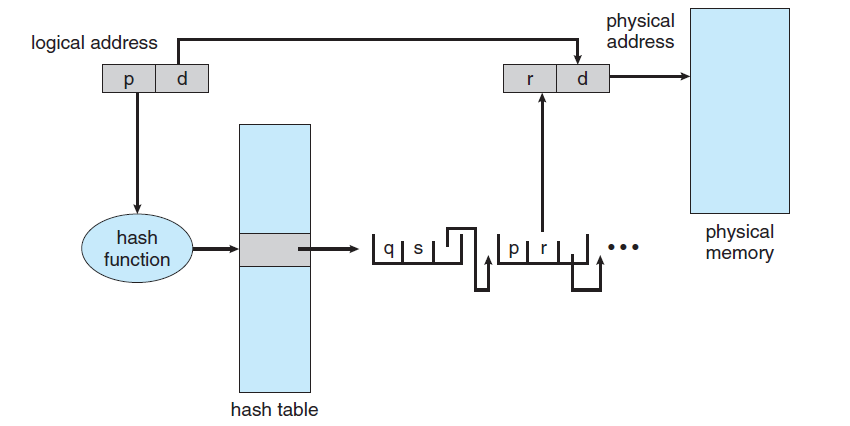 logical address
physical
address
p d
r d
hash
function
q s
p r
•••
physical
memory
hash table